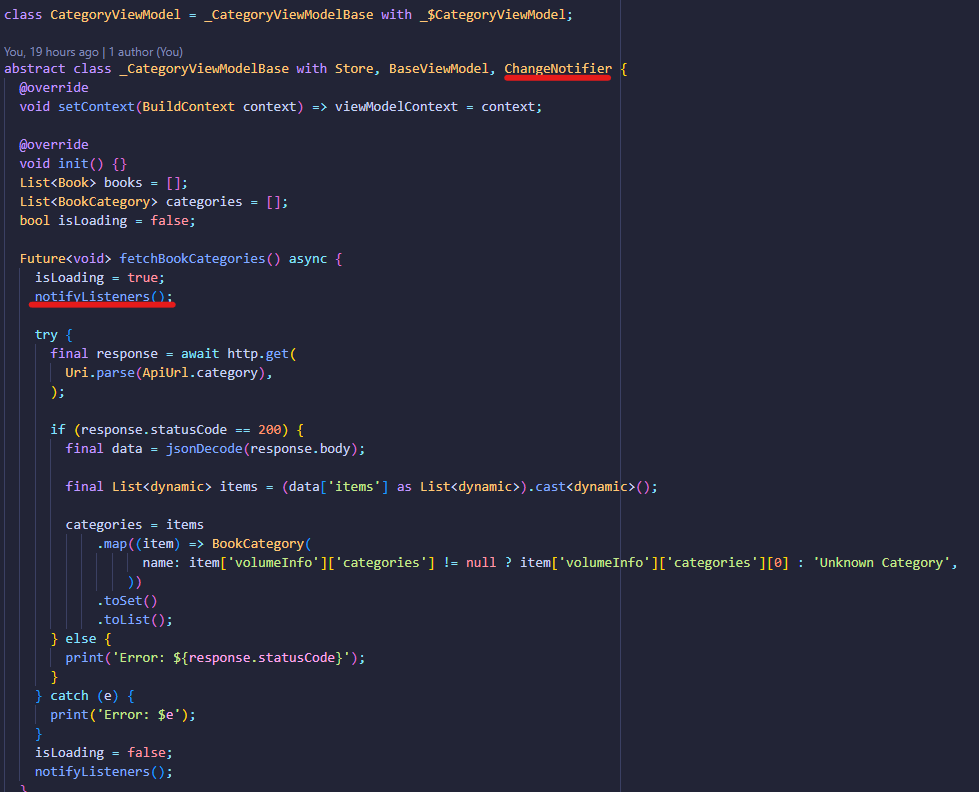 class CategoryViewModel = _CategoryViewModelBase with _$CategoryViewModel;
You, 19 hours ago | 1 author (You)
abstract class _CategoryViewModelBase with Store, BaseViewModel, ChangeNotifier {
@override
void setContext(BuildContext context) => viewModelContext = context;
@override
void init() {}
List<Book> books = [];
List<BookCategory> categories = [];
bool isLoading = false;
Future<void> fetchBookCategories() async {
isLoading = true;
notifyListeners();
try {
final response = await http.get(
Uri.parse(ApiUrl.category),
);
if (response.statusCode == 200) {
final data = jsonDecode(response.body);
final List<dynamic> items = (data['items'] as List<dynamic>).cast<dynamic>();
categories = items
.map((item) => BookCategory(
name: item['volumeInfo']['categories'] != null ? item['volumeInfo']['categories'][0] : 'Unknown Category',
))
.toSet()
.toList();
} else {
print('Error: ${response.statusCode}');
}
} catch (e) {
print('Error: $e');
}
isLoading = false;
notifyListeners();
}